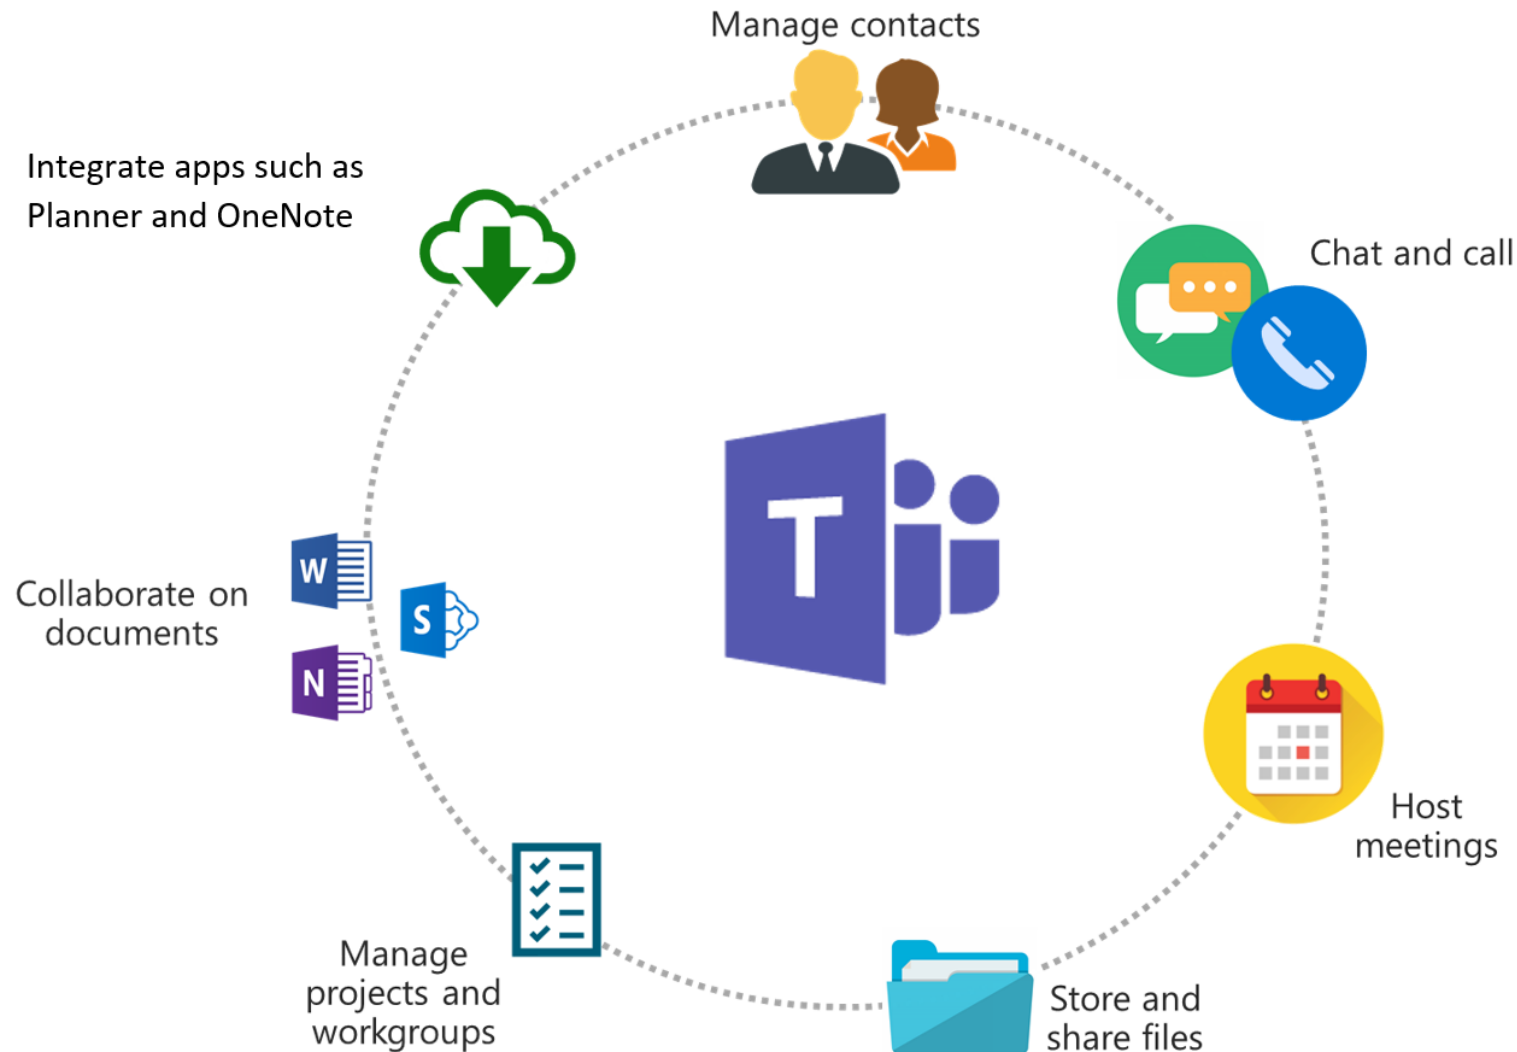 Manage contacts
Integrate apps such as
Planner and OneNote
Chat and call
T
W
S
N
Collaborate on
documents
Host
meetings
Manage
projects and
workgroups
Store and
share files